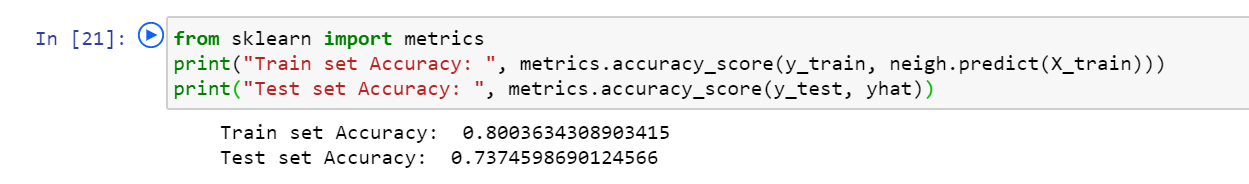 In [21]: from sklearn import metrics
print("Train set Accuracy: ", metrics.accuracy_score(y_train, neigh.predict(X_train)))
print("Test set Accuracy: ", metrics.accuracy_score(y_test, yhat))
Train set Accuracy:  0.8003634308903415
Test set Accuracy:  0.7374598690124566